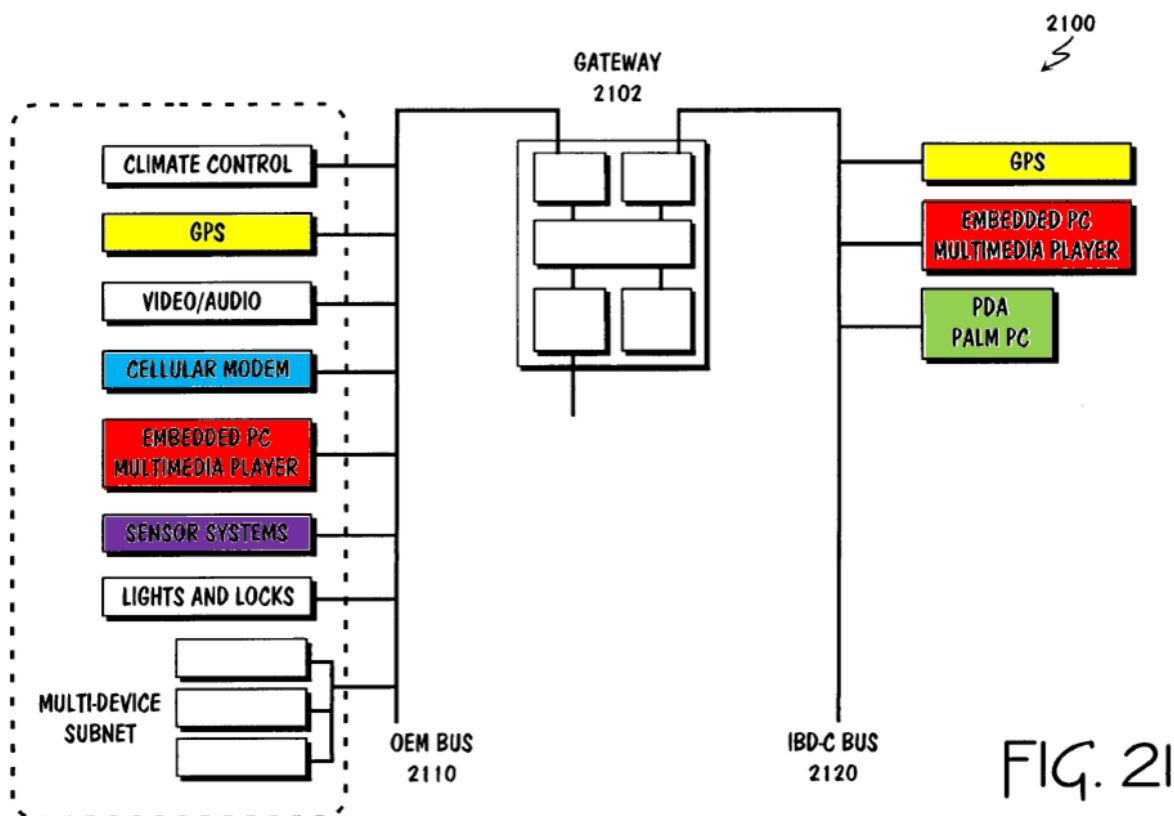 2100
GATEWAY
2102
CLIMATE CONTROL
GPS
VIDEO/AUDIO
CELLULAR MODEM
EMBEDDED PC
MULTIMEDIA PLAYER
SENSOR SYSTEMS
LIGHTS AND LOCKS
MULTI-DEVICE
SUBNET
OEM BUS
2110
GPS
EMBEDDED PC
MULTIMEDIA PLAYER
PDA
PALM PC
IBD-C BUS
2120
FIG. 21